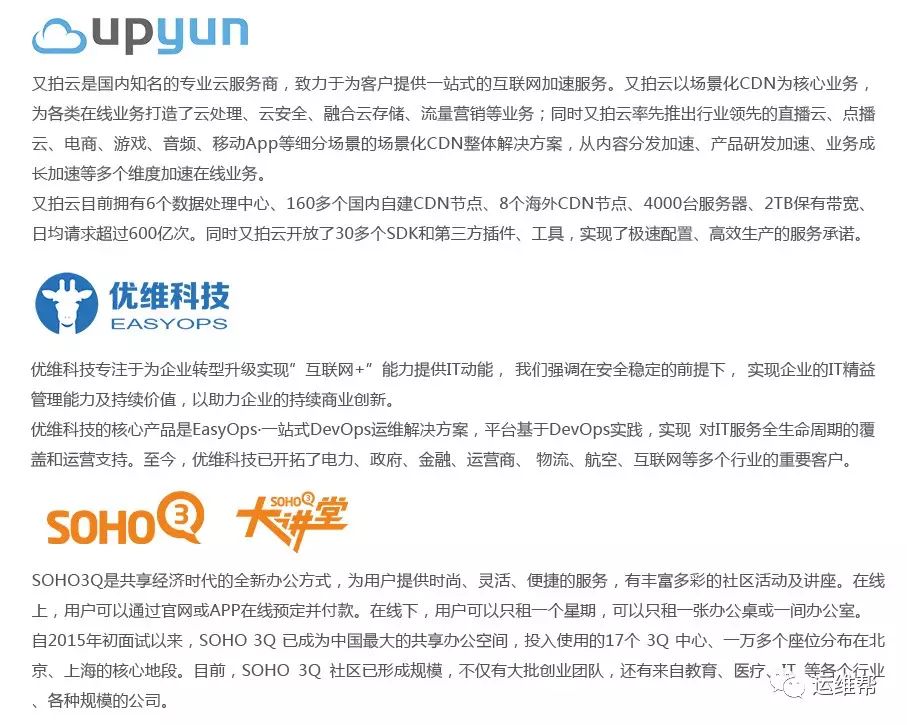 upyun
又拍云是国内知名的专业云服务商，致力于为客户提供一站式的互联网加速服务。又拍云以场景化CDN为核心业务，
为各类在线业务打造了云处理、云安全、融合云存储、流量营销等业务；同时又拍云率先推出行业领先的直播云、点播
云、电商、游戏、音频、移动App等细分场景的场景化CDN整体解决方案，从内容分发加速、产品研发加速、业务成
长加速等多个维度加速在线业务。
又拍云目前拥有6个数据处理中心、160多个国内自建CDN节点、8个海外CDN节点、4000台服务器、2TB保有带宽、
日均请求超过600亿次。同时又拍云开放了30多个SDK和第三方插件、工具，实现了极速配置、高效生产的服务承诺。
优维科技
EASYOPS
优维科技专注于为企业转型升级实现”互联网+”能力提供IT动能， 我们强调在安全稳定的前提下， 实现企业的IT精益
管理能力及持续价值，以助力企业的持续商业创新。
优维科技的核心产品是EasyOps·一站式DevOps运维解决方案，平台基于DevOps实践，实现 对IT服务全生命周期的覆
盖和运营支持。至今，优维科技已开拓了电力、政府、金融、运营商、 物流、航空、互联网等多个行业的重要客户。
SOHO 3Q SOHO 3Q 大讲堂
SOHO3Q是共享经济时代的全新办公方式，为用户提供时尚、灵活、便捷的服务，有丰富多彩的社区活动及讲座。在线
上，用户可以通过官网或APP在线预定并付款。在线下，用户可以只租一个星期，可以只租一张办公桌或一间办公室。
自2015年初面试以来，SOHO 3Q 已成为中国最大的共享办公空间，投入使用的17个 3Q 中心、一万多个座位分布在北
京、上海的核心地段。目前，SOHO 3Q 社区已形成规模，不仅有大批创业团队，还有来自教育、医疗、IT 等各个行业
、各种规模的公司。
运维帮